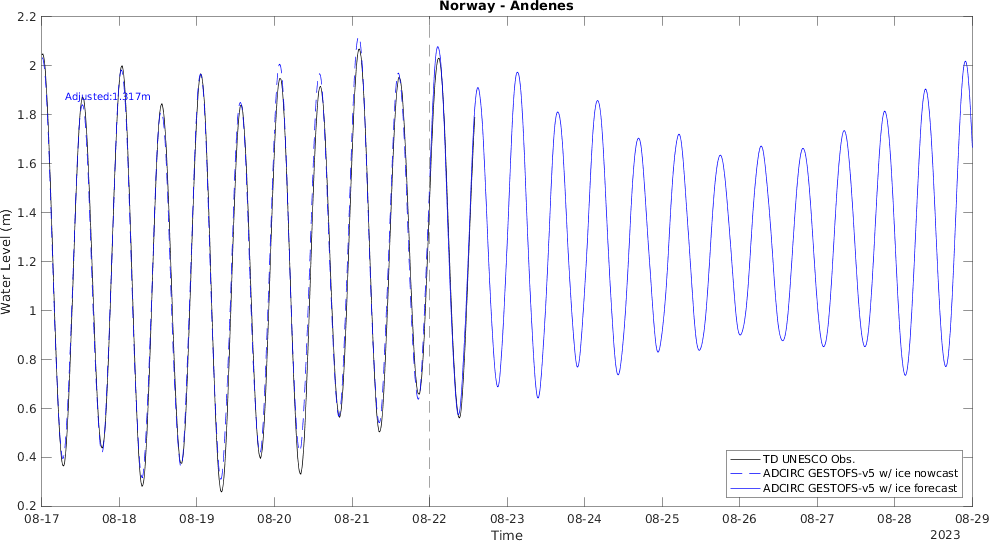 Norway - Andenes
2.2
2
1.8
1.6
1.4
1.2
1
0.8
0.6
0.4
0.2
Water Level (m)
Adjusted:1.317m
TD UNESCO Obs.
ADCIRC GESTOFS-v5 w/ ice nowcast
ADCIRC GESTOFS-v5 w/ ice forecast
08-17 08-18 08-19 08-20 08-21 08-22 08-23 08-24 08-25 08-26 08-27 08-28 08-29
Time
2023